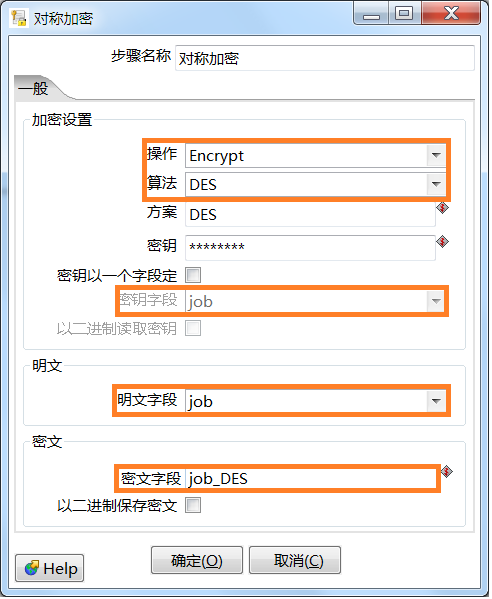 对称加密
步骤名称 对称加密
一般
加密设置
操作 Encrypt
算法 DES
方案 DES
密钥 ********
密钥以一个字段定
密钥字段 job
以二进制读取密钥
明文
明文字段 job
密文
密文字段 job_DES
以二进制保存密文
Help 确定(O) 取消(C)